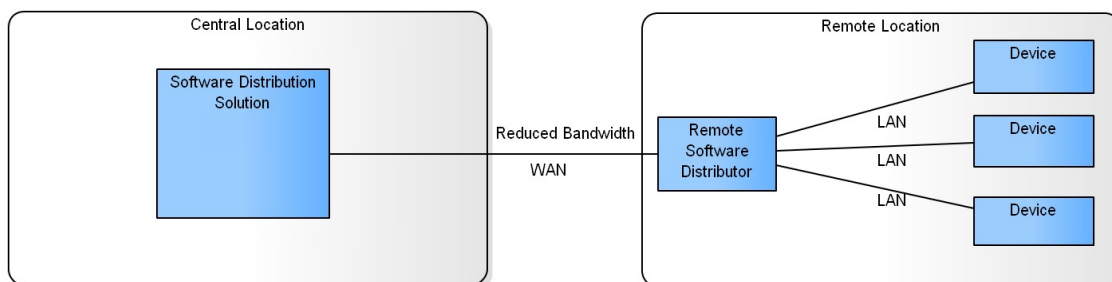 Central Location
Software Distribution
Solution
Reduced Bandwidth
WAN
Remote Location
Remote
Software
Distributor
LAN
LAN
LAN
Device
Device
Device